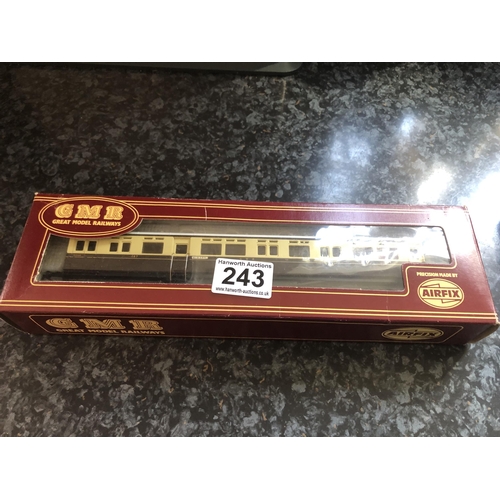 GMR
GREAT MODEL RAILWAYS
Hanworth Auctions
243
www.hanworth-auctions.co.uk
PRECISION MADE BY
AIRFIX
GMR
GREAT MODEL RAILWAYS
AIRFIX